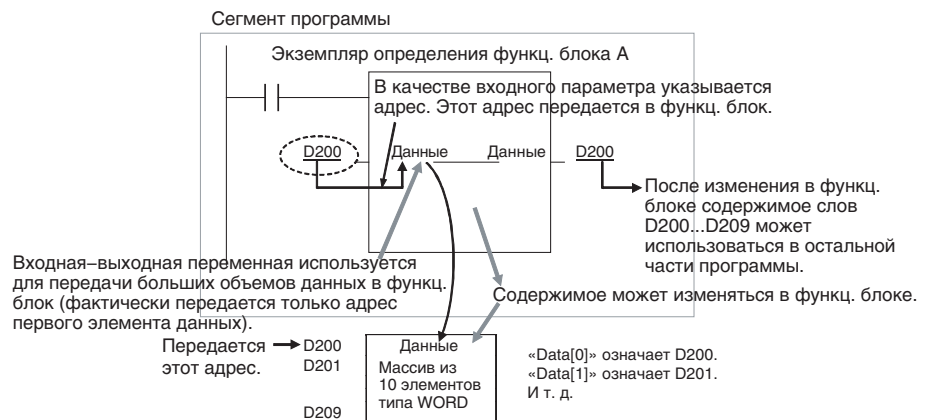 Сегмент программы
Экземпляр определения функц. блока A
В качестве входного параметра указывается
адрес. Этот адрес передается в функц. блок.
D200
Данные
Данные
D200
После изменения в функц.
блоке содержимое слов
D200...D209 может
использоваться в остальной
части программы.
Входная–выходная переменная используется
для передачи больших объемов данных в функц.
блок (фактически передается только адрес
первого элемента данных).
Содержимое может изменяться в функц. блоке.
Передается
этот адрес.
D200
D201
D209
Данные
Массив из
10 элементов
типа WORD
«Data[0]» означает D200.
«Data[1]» означает D201.
И т. д.